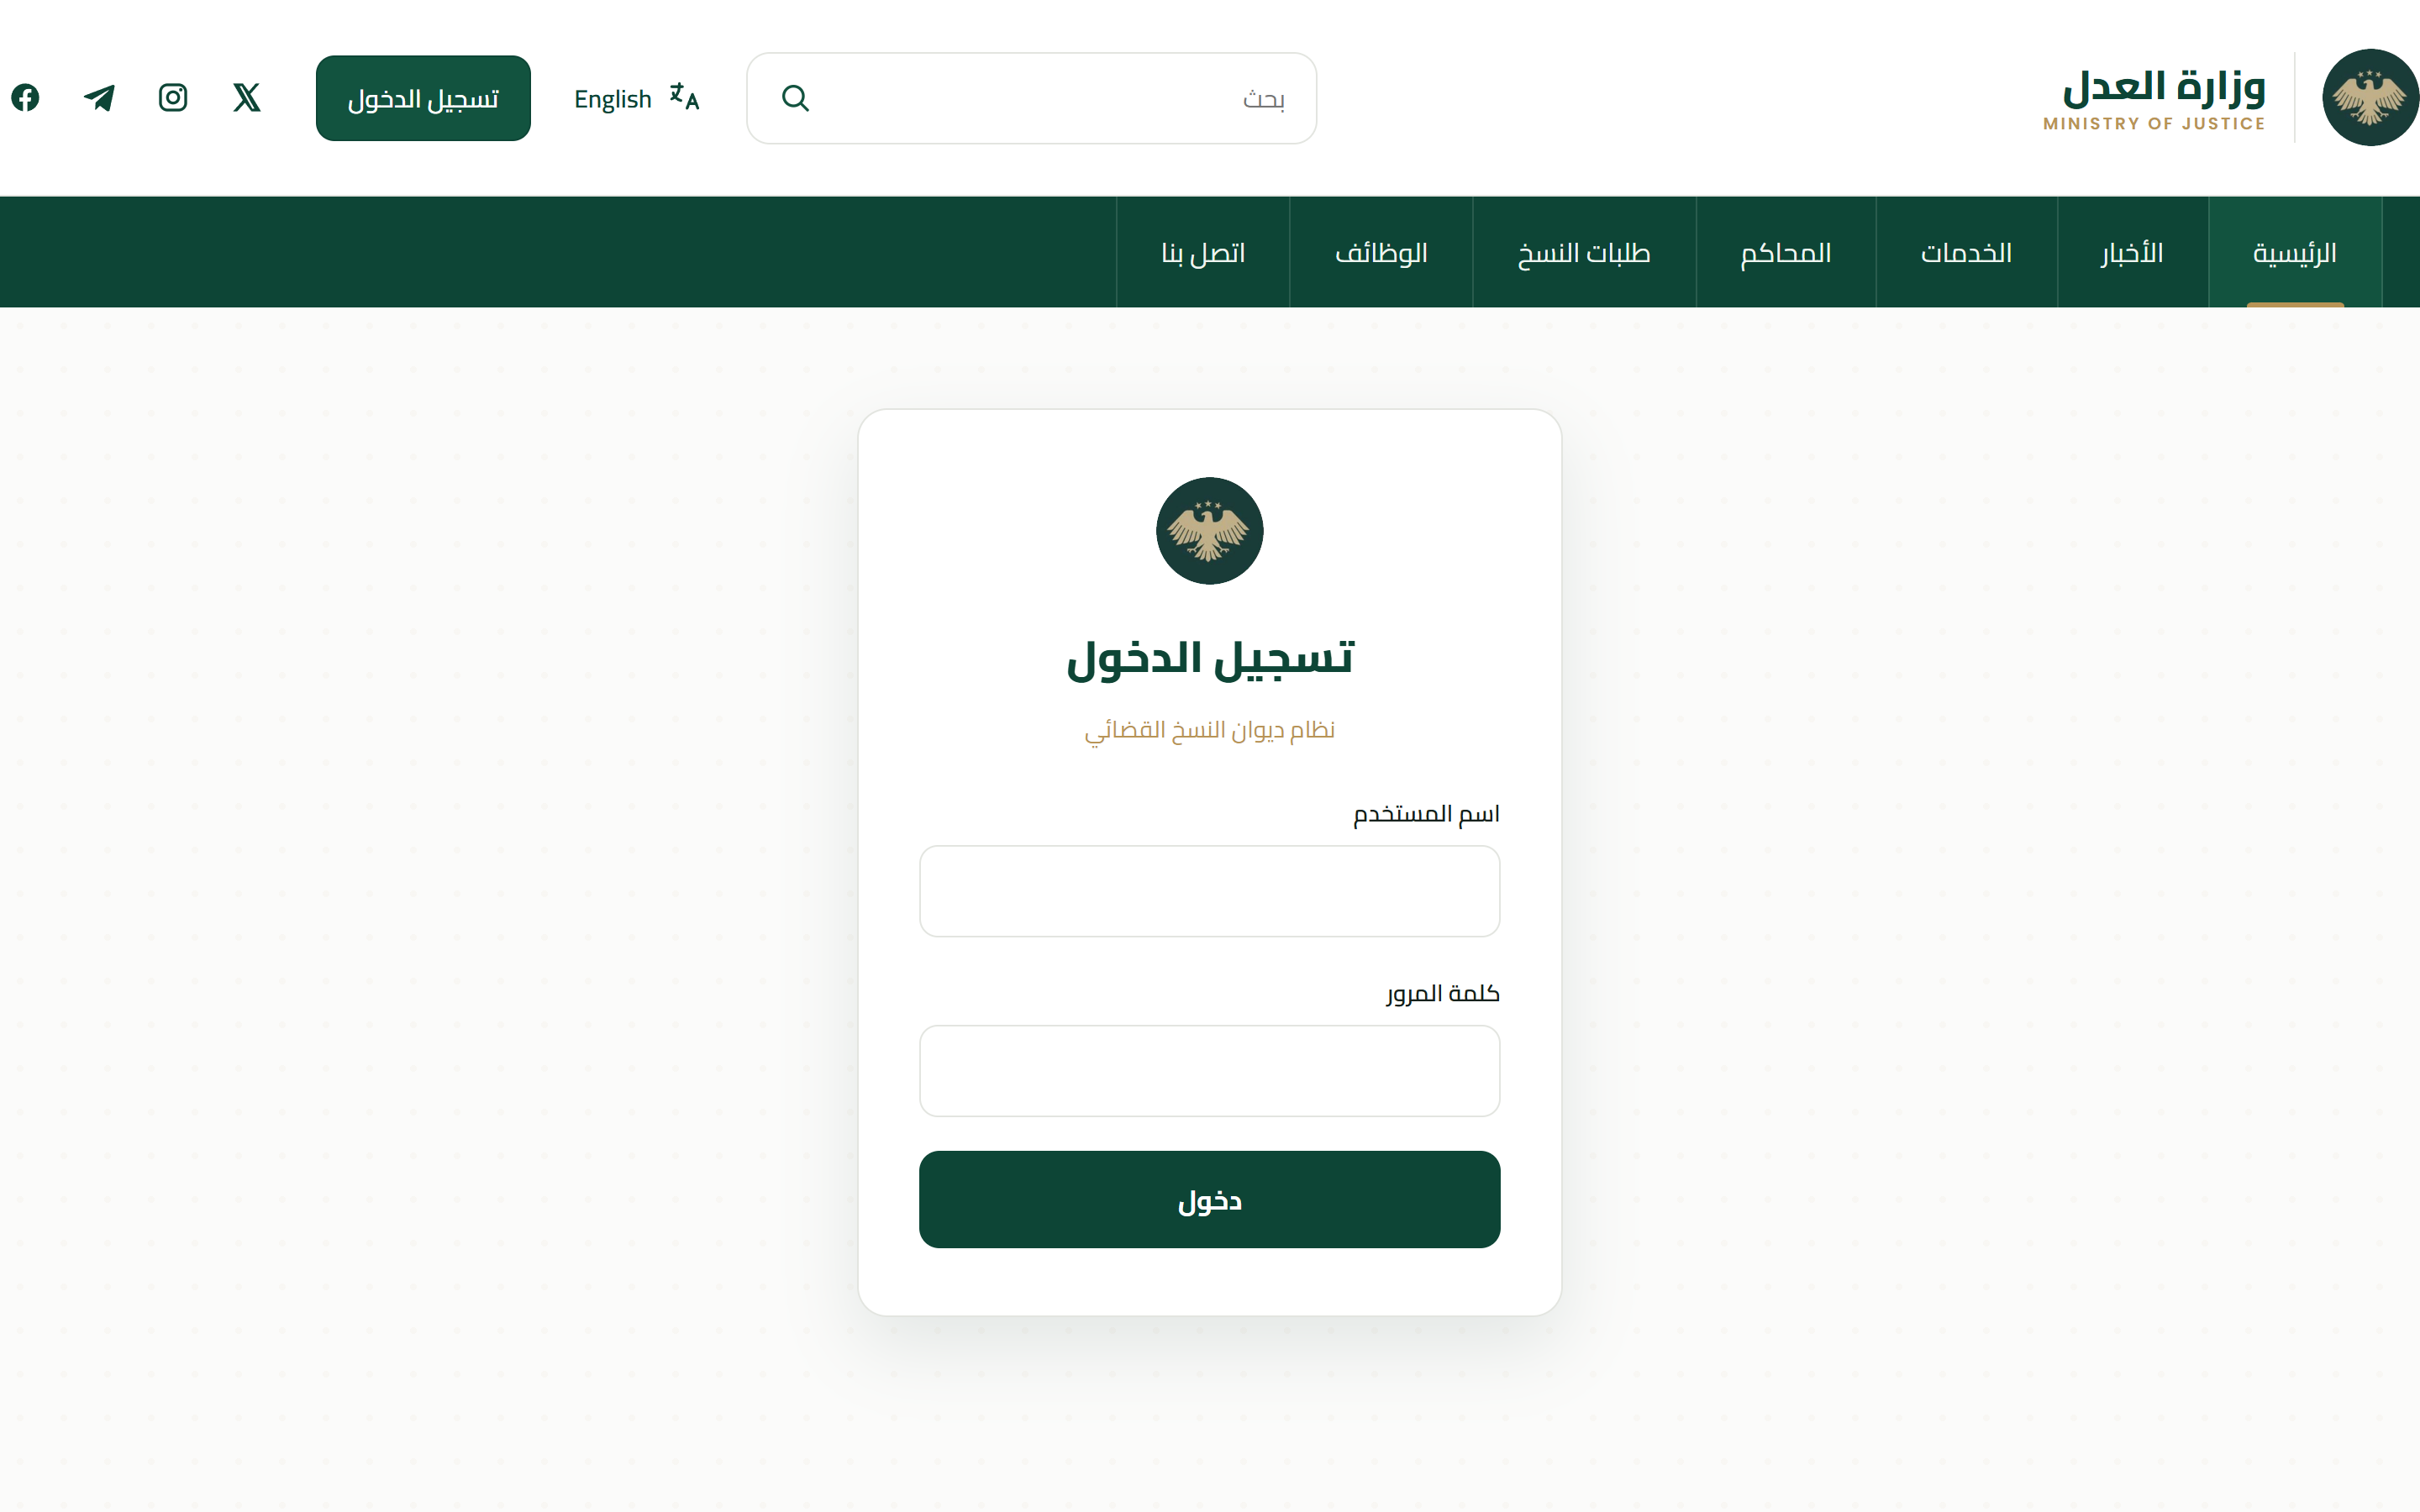 وزارة العدل
MINISTRY OF JUSTICE
بحث
English
تسجيل الدخول
الرئيسية
الأخبار
الخدمات
المحاكم
طلبات النسخ
الوظائف
اتصل بنا
تسجيل الدخول
نظام ديوان النسخ القضائي
اسم المستخدم
كلمة المرور
دخول